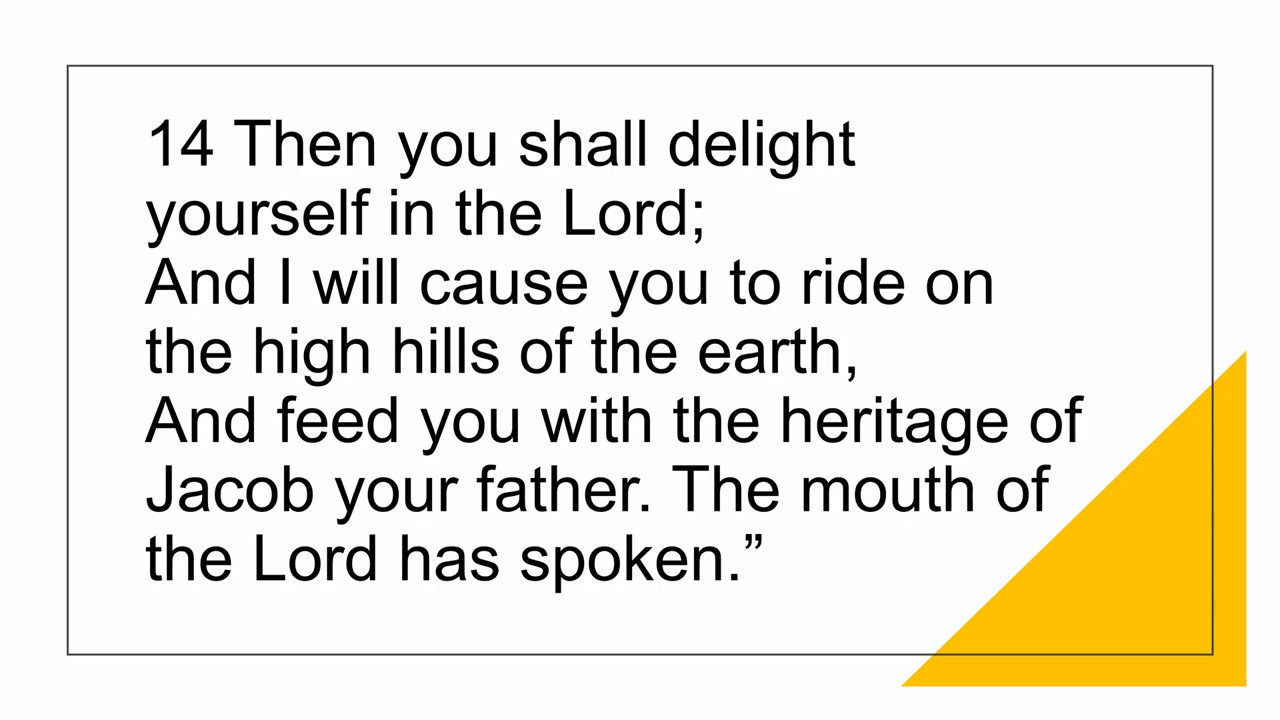 14 Then you shall delight
yourself in the Lord;
And I will cause you to ride on
the high hills of the earth,
And feed you with the heritage of
Jacob your father. The mouth of
the Lord has spoken.”